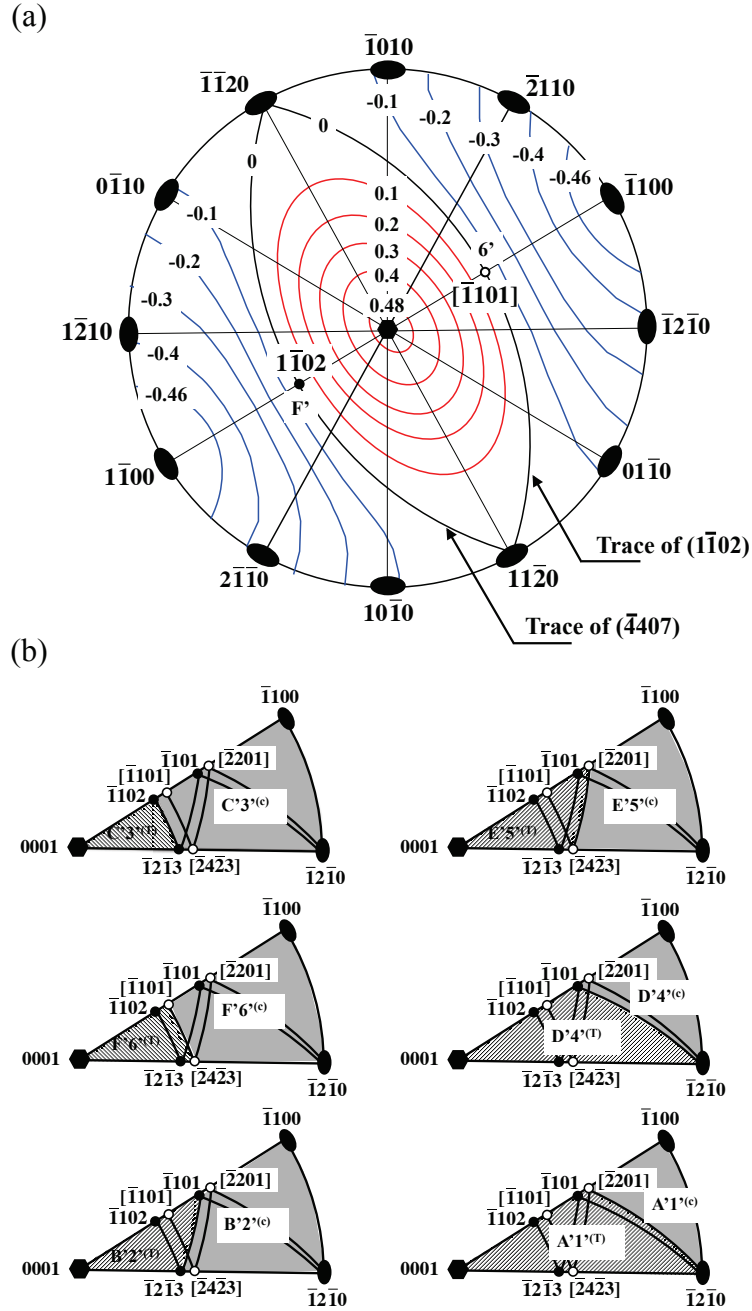 (a)
1̅010
1̅1̅20
2̅110
-0.1
-0.2
0
0
-0.3
-0.4
-0.46
01̅10
1̅100
0.1
-0.1
0.2
-0.2
0.3
6'
-0.3
0.4
[1̅101]
0.48
12̅10
1̅21̅0
-0.4
11̅02
-0.46
F'
11̅00
011̅0
Trace of (11̅02)
21̅1̅0
112̅0
101̅0
Trace of (4̅407)
(b)
1̅100 1̅100
1̅101 [2̅201] 1̅101 [2̅201]
[1̅101] [1̅101]
1̅102 C'3'(c) 1̅102 E'5'(c)
C'3'(T) E'5'(T)
0001 0001
1̅21̅3 [2̅42̅3] 1̅21̅0 1̅21̅3 [2̅42̅3] 1̅21̅0
1̅100 1̅100
1̅101 [2̅201] 1̅101 [2̅201]
[1̅101] [1̅101] D'4'(c)
1̅102 F'6'(c) 1̅102
F'6'(T) D'4'(T)
0001 0001
1̅21̅3 [2̅42̅3] 1̅21̅0 1̅21̅3 [2̅42̅3] 1̅21̅0
1̅100 1̅100
1̅101 [2̅201] 1̅101 [2̅201]
[1̅101] [1̅101] A'1'(c)
1̅102 B'2'(c) 1̅102
B'2'(T) A'1'(T)
0001 0001
1̅21̅3 [2̅42̅3] 1̅21̅0 1̅21̅3 [2̅42̅3] 1̅21̅0